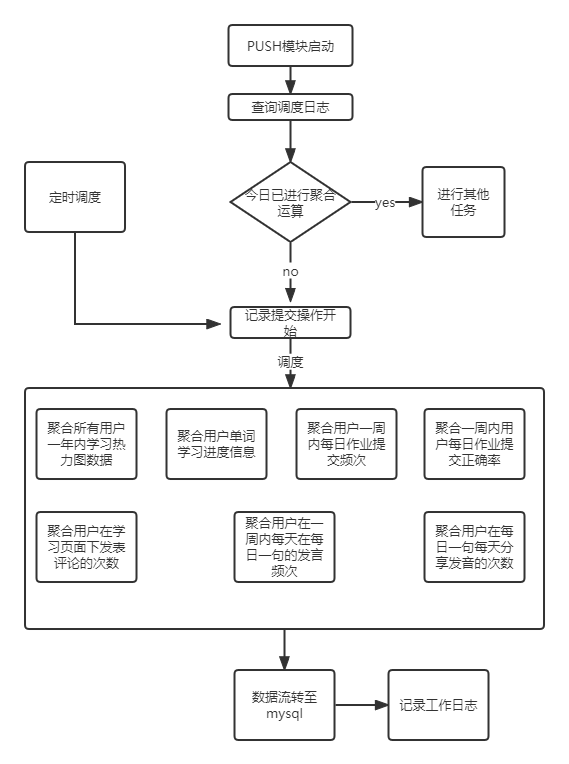 PUSH模块启动
查询调度日志
定时调度
今日已进行聚合
运算
yes
进行其他
任务
no
记录提交操作开
始
调度
聚合所有用户
一年内学习热
力图数据
聚合用户单词
学习进度信息
聚合用户一周
内每日作业提
交频次
聚合一周内用
户每日作业提
交正确率
聚合用户在学
习页面下发表
评论的次数
聚合用户在一
周内每天在每
日一句的发言
频次
聚合用户在每
日一句每天分
享发音的次数
数据流转至
mysql
记录工作日志